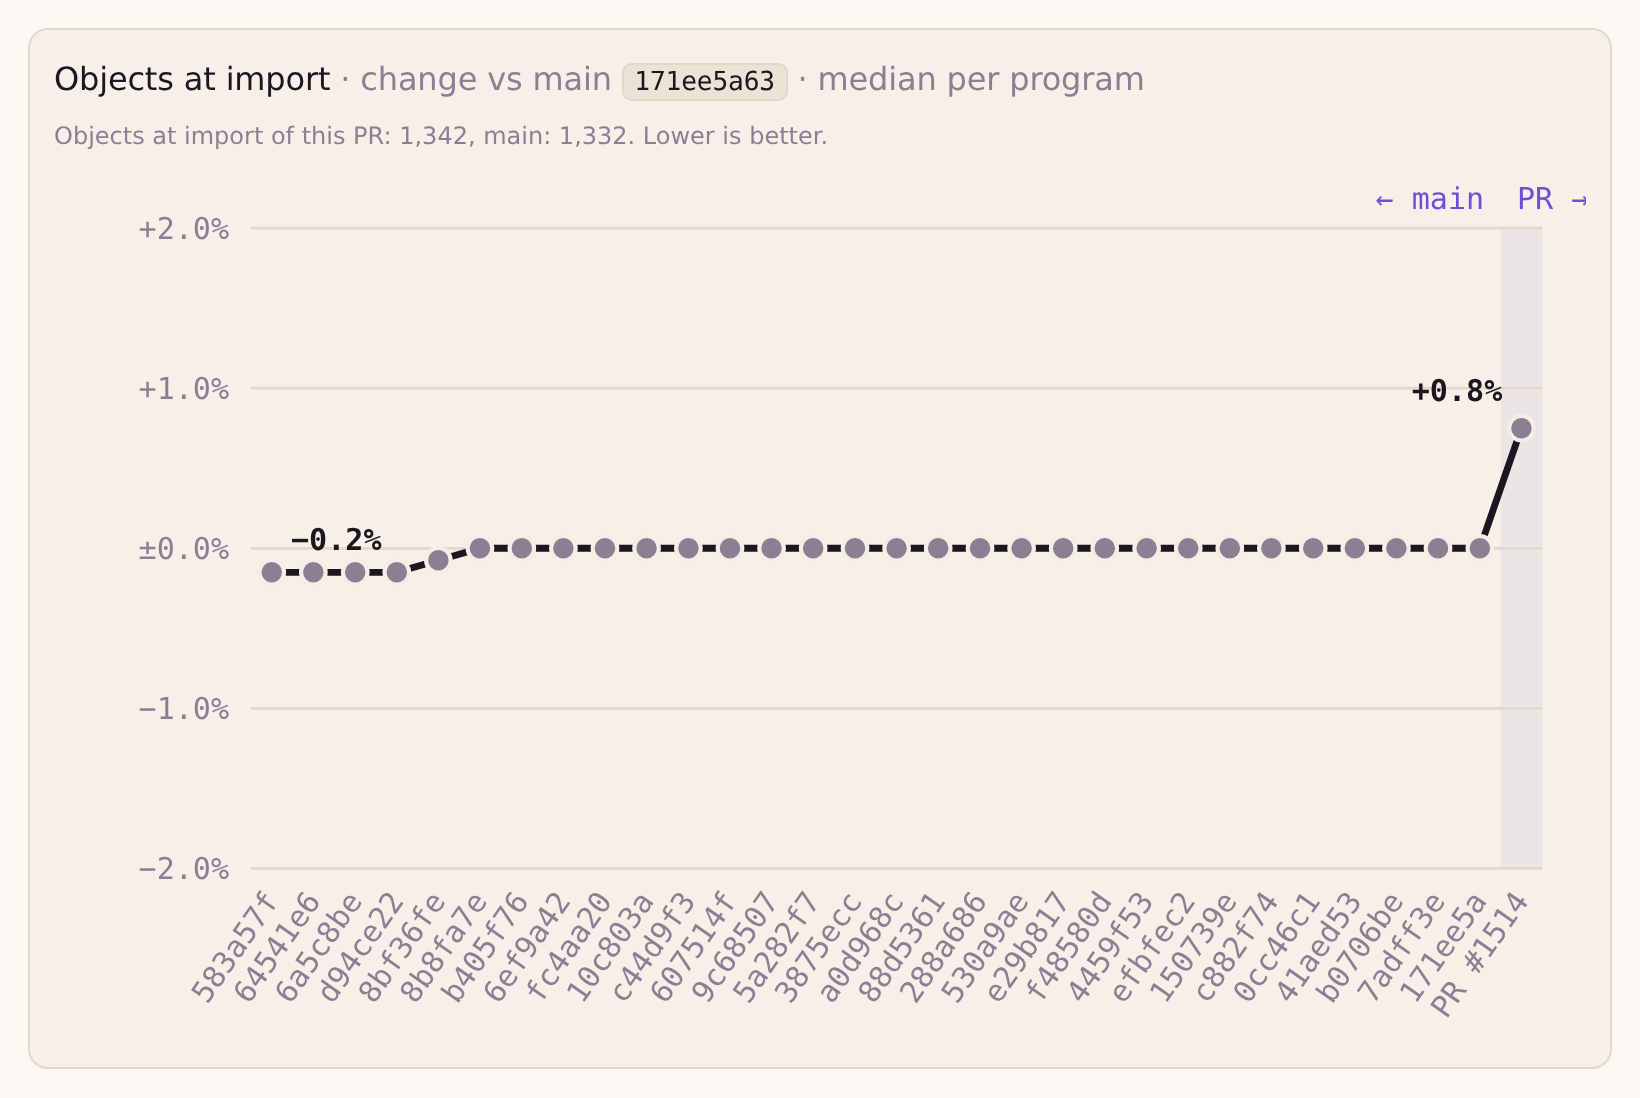 Objects at import · change vs main 171ee5a63 · median per program
Objects at import of this PR: 1,342, main: 1,332. Lower is better.
← main PR →
+2.0%
+1.0%
+0.8%
−0.2%
±0.0%
−1.0%
−2.0%
583a57f
64541e6
6a5c8be
d94ce22
8bf36fe
8b8fa7e
b405f76
6ef9a42
fc4aa20
10c803a
c44d9f3
607514f
9c68507
5a282f7
3875ecc
a0d968c
88d5361
288a686
530a9ae
e29b817
f48580d
4459f53
efbfec2
150739e
c882f74
0cc46c1
41aed53
b0706be
7adff3e
171ee5a
PR #1514